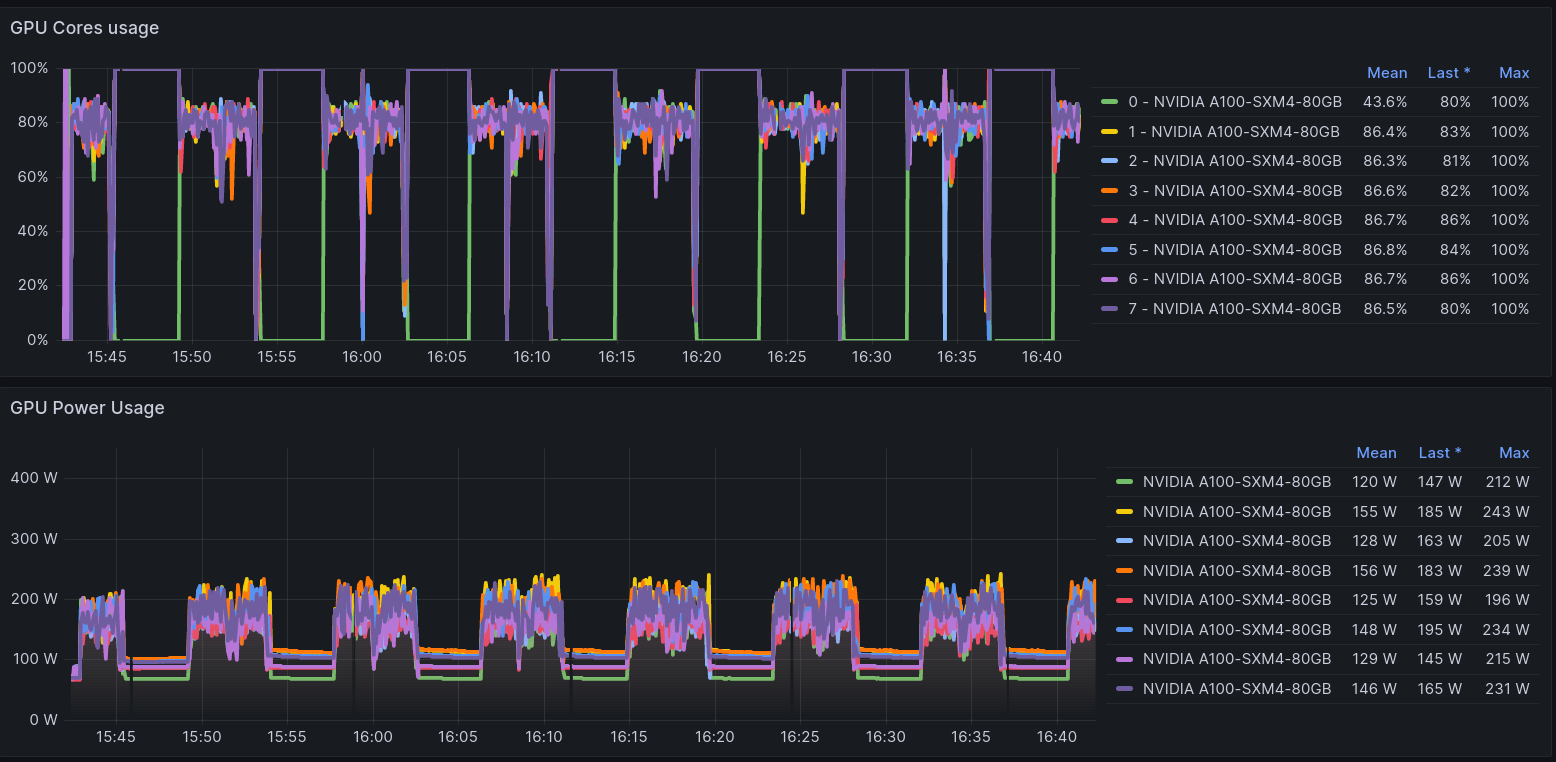 GPU Cores usage
100%
80%
60%
40%
20%
0%
15:45 15:50 15:55 16:00 16:05 16:10 16:15 16:20 16:25 16:30 16:35 16:40
Mean Last * Max
0 - NVIDIA A100-SXM4-80GB 43.6% 80% 100%
1 - NVIDIA A100-SXM4-80GB 86.4% 83% 100%
2 - NVIDIA A100-SXM4-80GB 86.3% 81% 100%
3 - NVIDIA A100-SXM4-80GB 86.6% 82% 100%
4 - NVIDIA A100-SXM4-80GB 86.7% 86% 100%
5 - NVIDIA A100-SXM4-80GB 86.8% 84% 100%
6 - NVIDIA A100-SXM4-80GB 86.7% 86% 100%
7 - NVIDIA A100-SXM4-80GB 86.5% 80% 100%
GPU Power Usage
400 W
300 W
200 W
100 W
0 W
15:45 15:50 15:55 16:00 16:05 16:10 16:15 16:20 16:25 16:30 16:35 16:40
Mean Last * Max
NVIDIA A100-SXM4-80GB 120 W 147 W 212 W
NVIDIA A100-SXM4-80GB 155 W 185 W 243 W
NVIDIA A100-SXM4-80GB 128 W 163 W 205 W
NVIDIA A100-SXM4-80GB 156 W 183 W 239 W
NVIDIA A100-SXM4-80GB 125 W 159 W 196 W
NVIDIA A100-SXM4-80GB 148 W 195 W 234 W
NVIDIA A100-SXM4-80GB 129 W 145 W 215 W
NVIDIA A100-SXM4-80GB 146 W 165 W 231 W